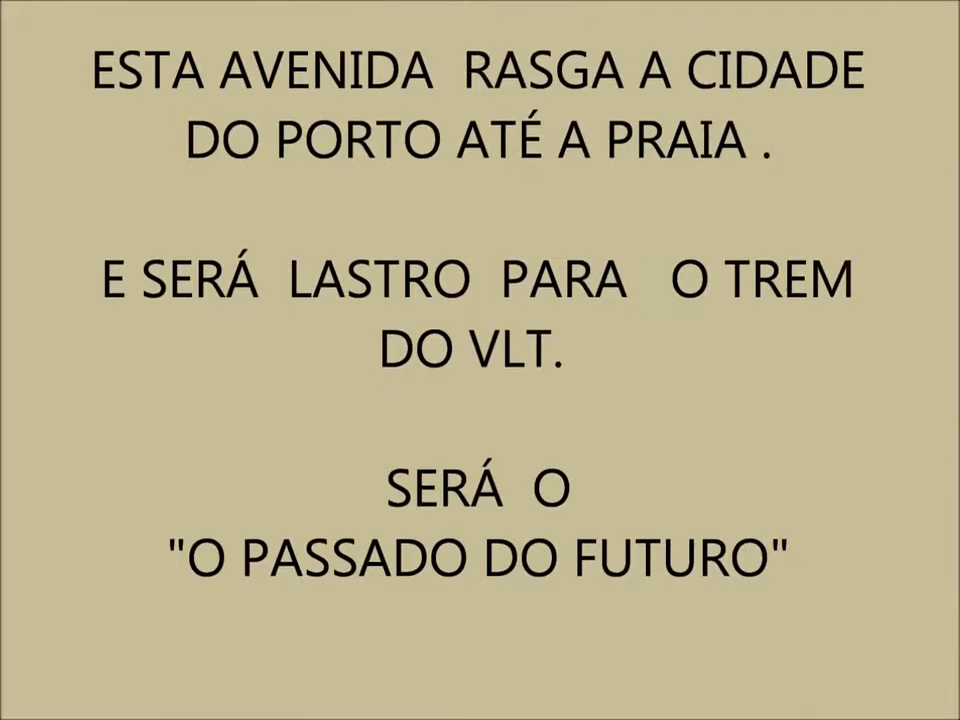 ESTA AVENIDA RASGA A CIDADE
DO PORTO ATÉ A PRAIA .
E SERÁ LASTRO PARA O TREM
DO VLT.
SERÁ O
"O PASSADO DO FUTURO"